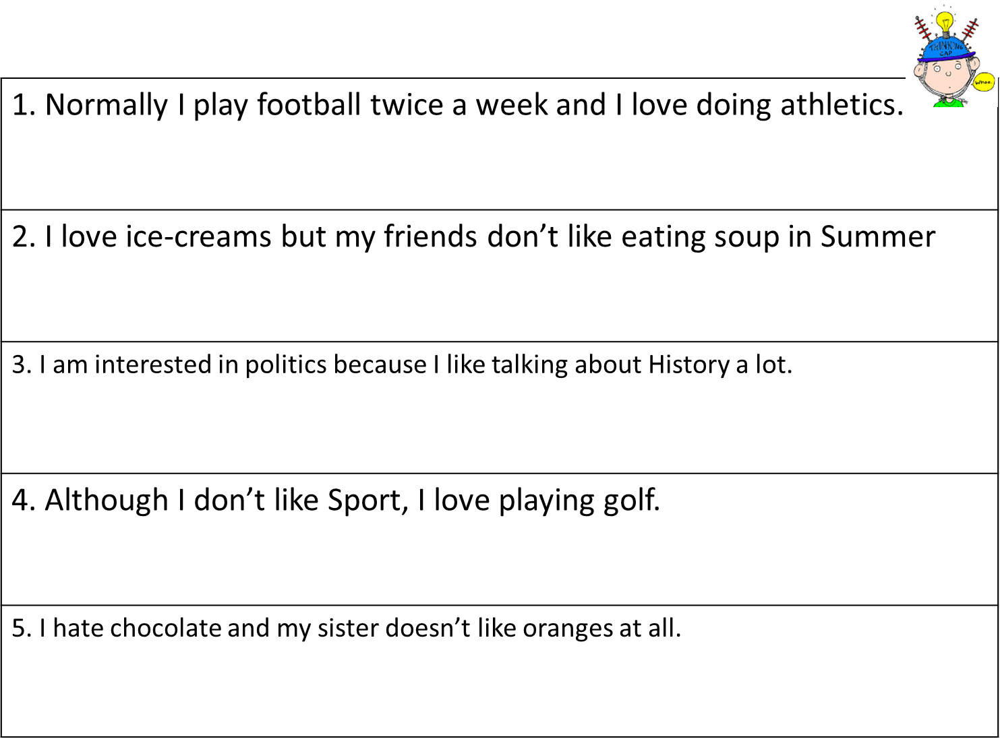 THINKING
CAP
Whoo.
1. Normally I play football twice a week and I love doing athletics.
2. I love ice-creams but my friends don’t like eating soup in Summer
3. I am interested in politics because I like talking about History a lot.
4. Although I don’t like Sport, I love playing golf.
5. I hate chocolate and my sister doesn’t like oranges at all.